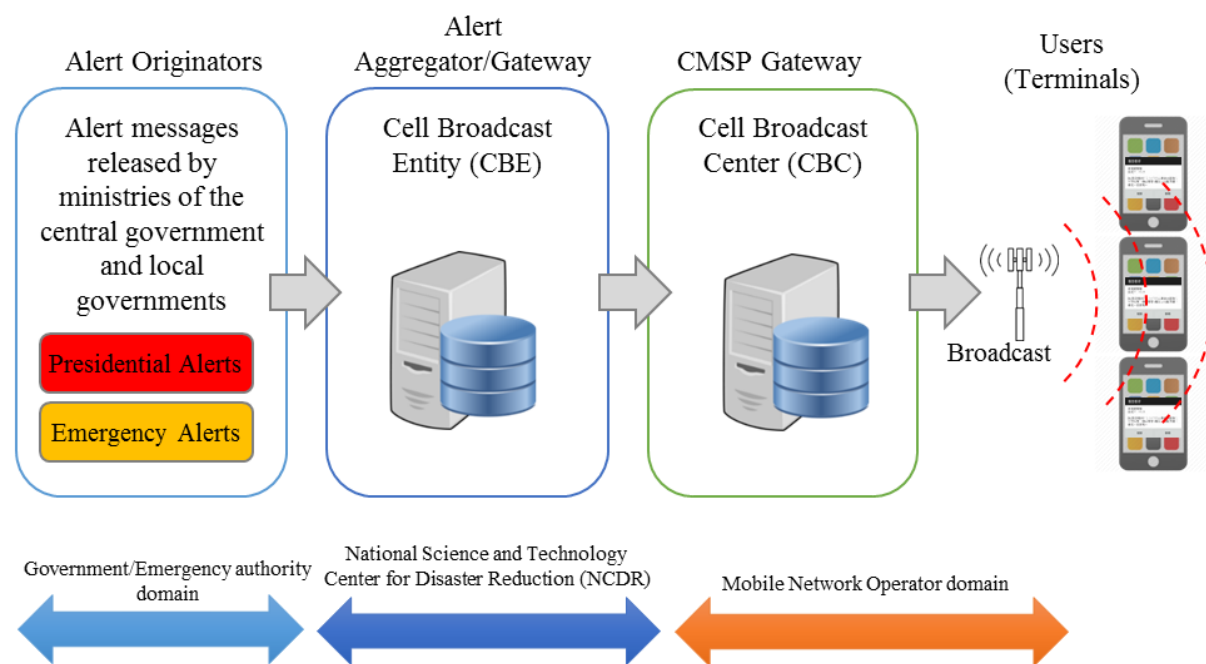 Alert Originators
Alert
Aggregator/Gateway
CMSP Gateway
Users
(Terminals)
Alert messages
released by
ministries of the
central government
and local
governments
Presidential Alerts
Emergency Alerts
Cell Broadcast
Entity (CBE)
Cell Broadcast
Center (CBC)
Broadcast
Government/Emergency authority
domain
National Science and Technology
Center for Disaster Reduction (NCDR)
Mobile Network Operator domain